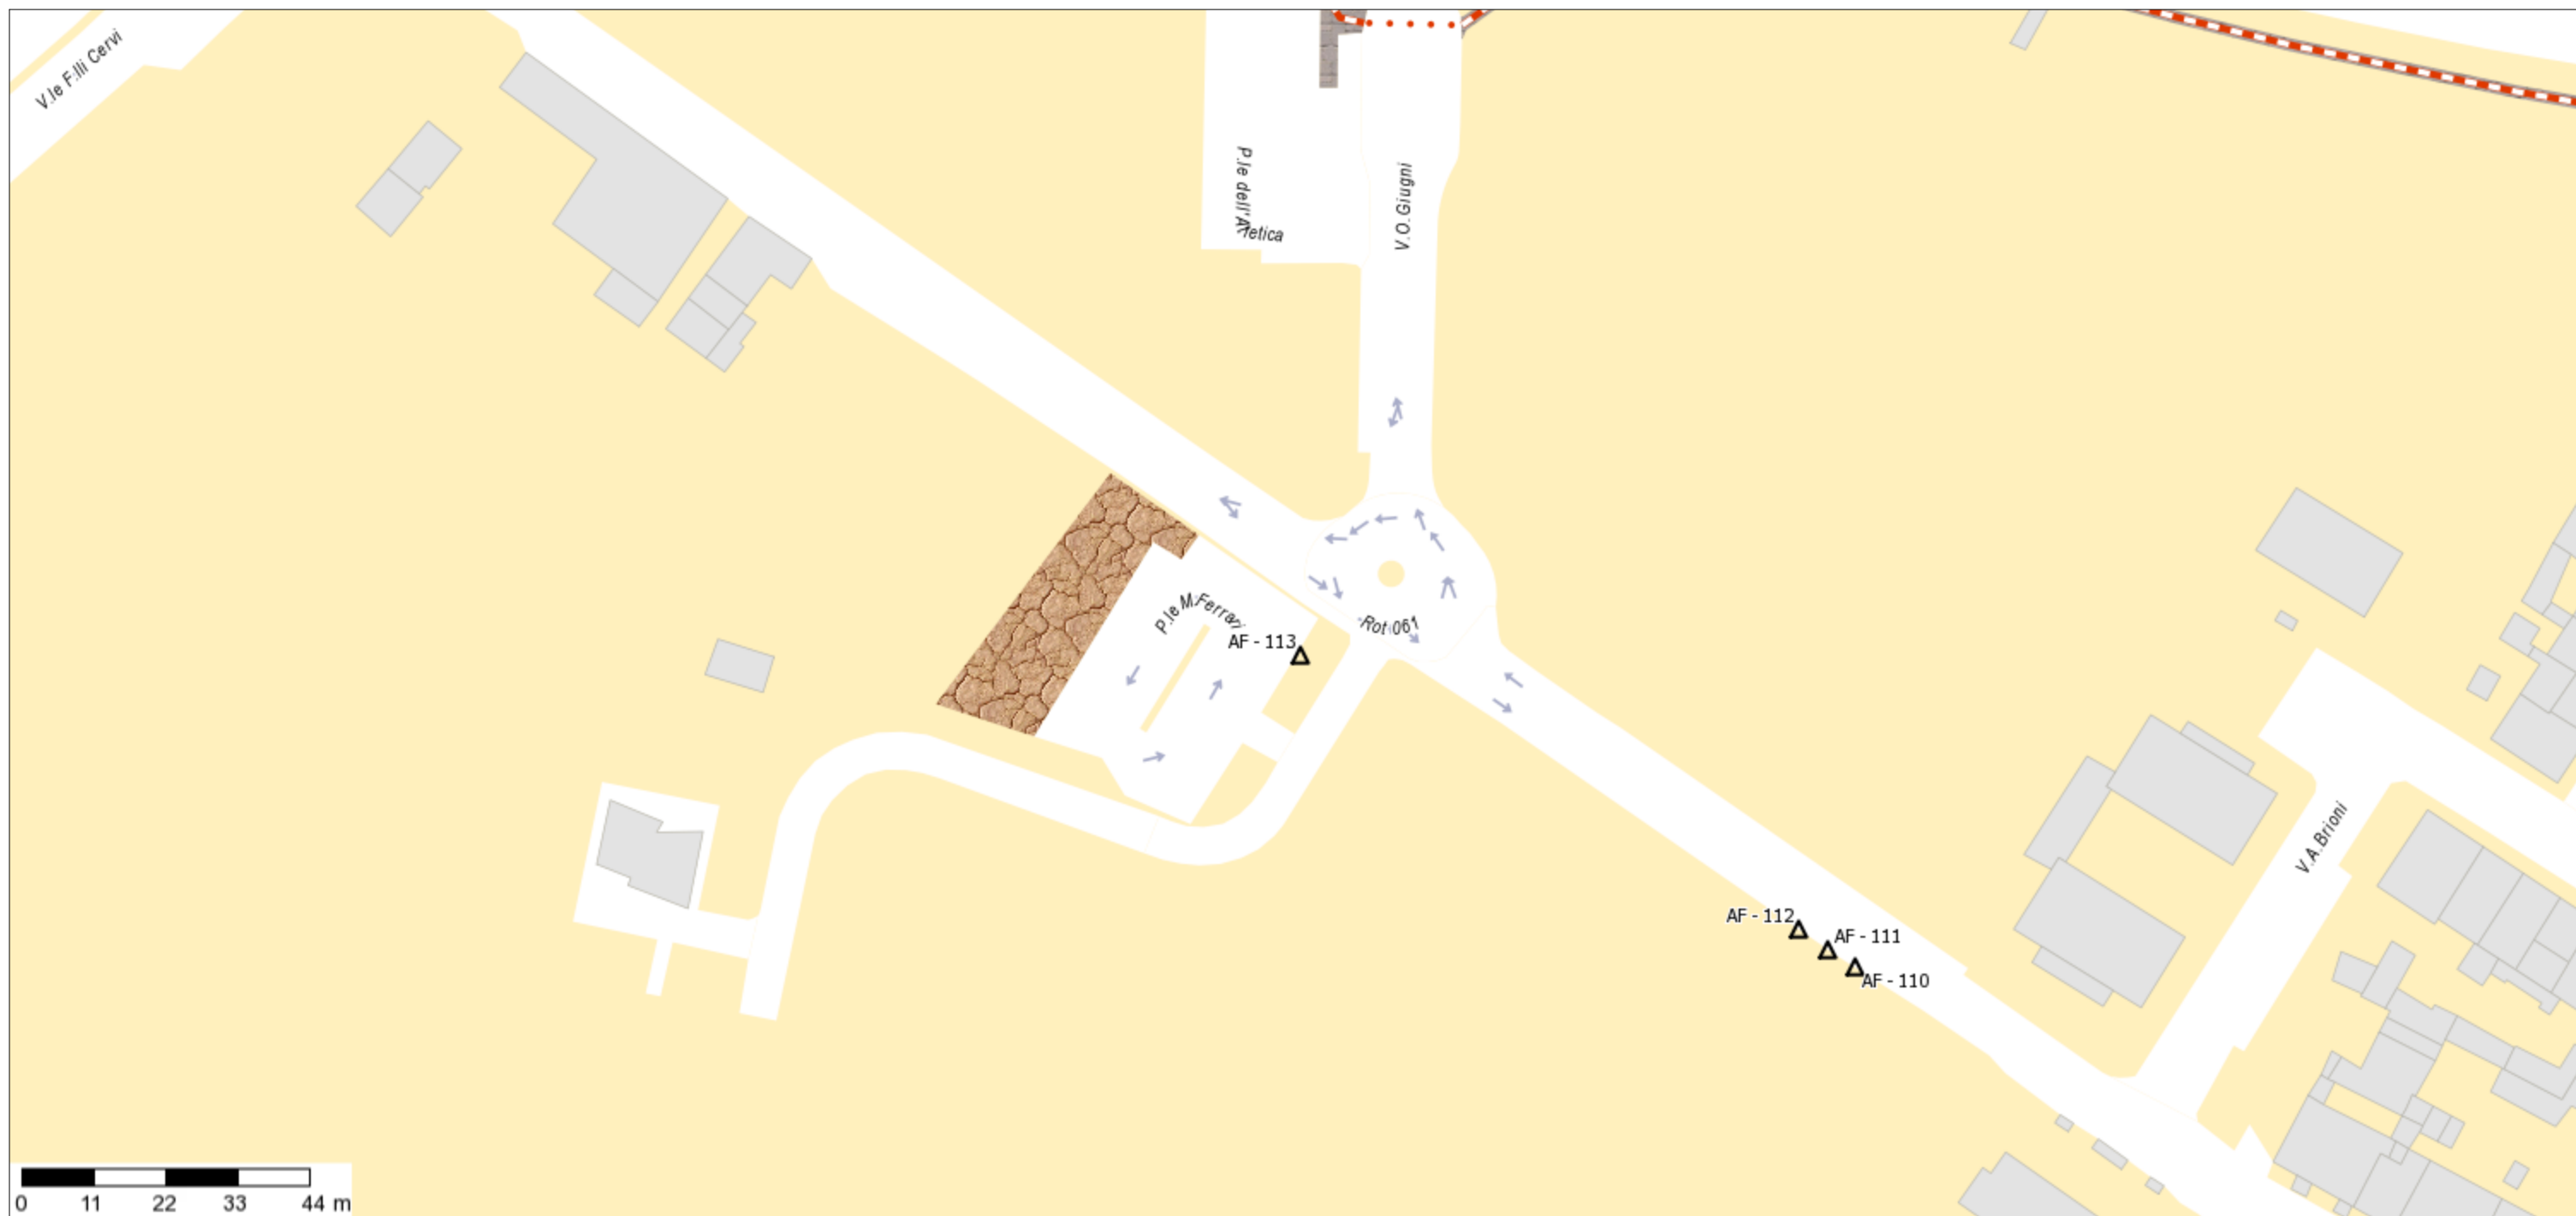 V.le F.lli Cervi
P.le dell'Atletica
V.O.Giugni
P.le M.Ferrari
AF - 113
Rot 061
V.A.Brioni
AF - 112
AF - 111
AF - 110
0 11 22 33 44 m